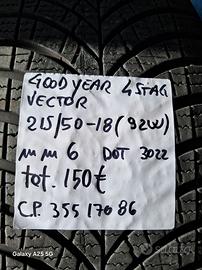 GOOD YEAR 4 STAG
VECTOR
215/50-18 (92W)
mm 6 DOT 3022
tot. 150€
C.P. 355 170 86
Galaxy A25 5G
subito